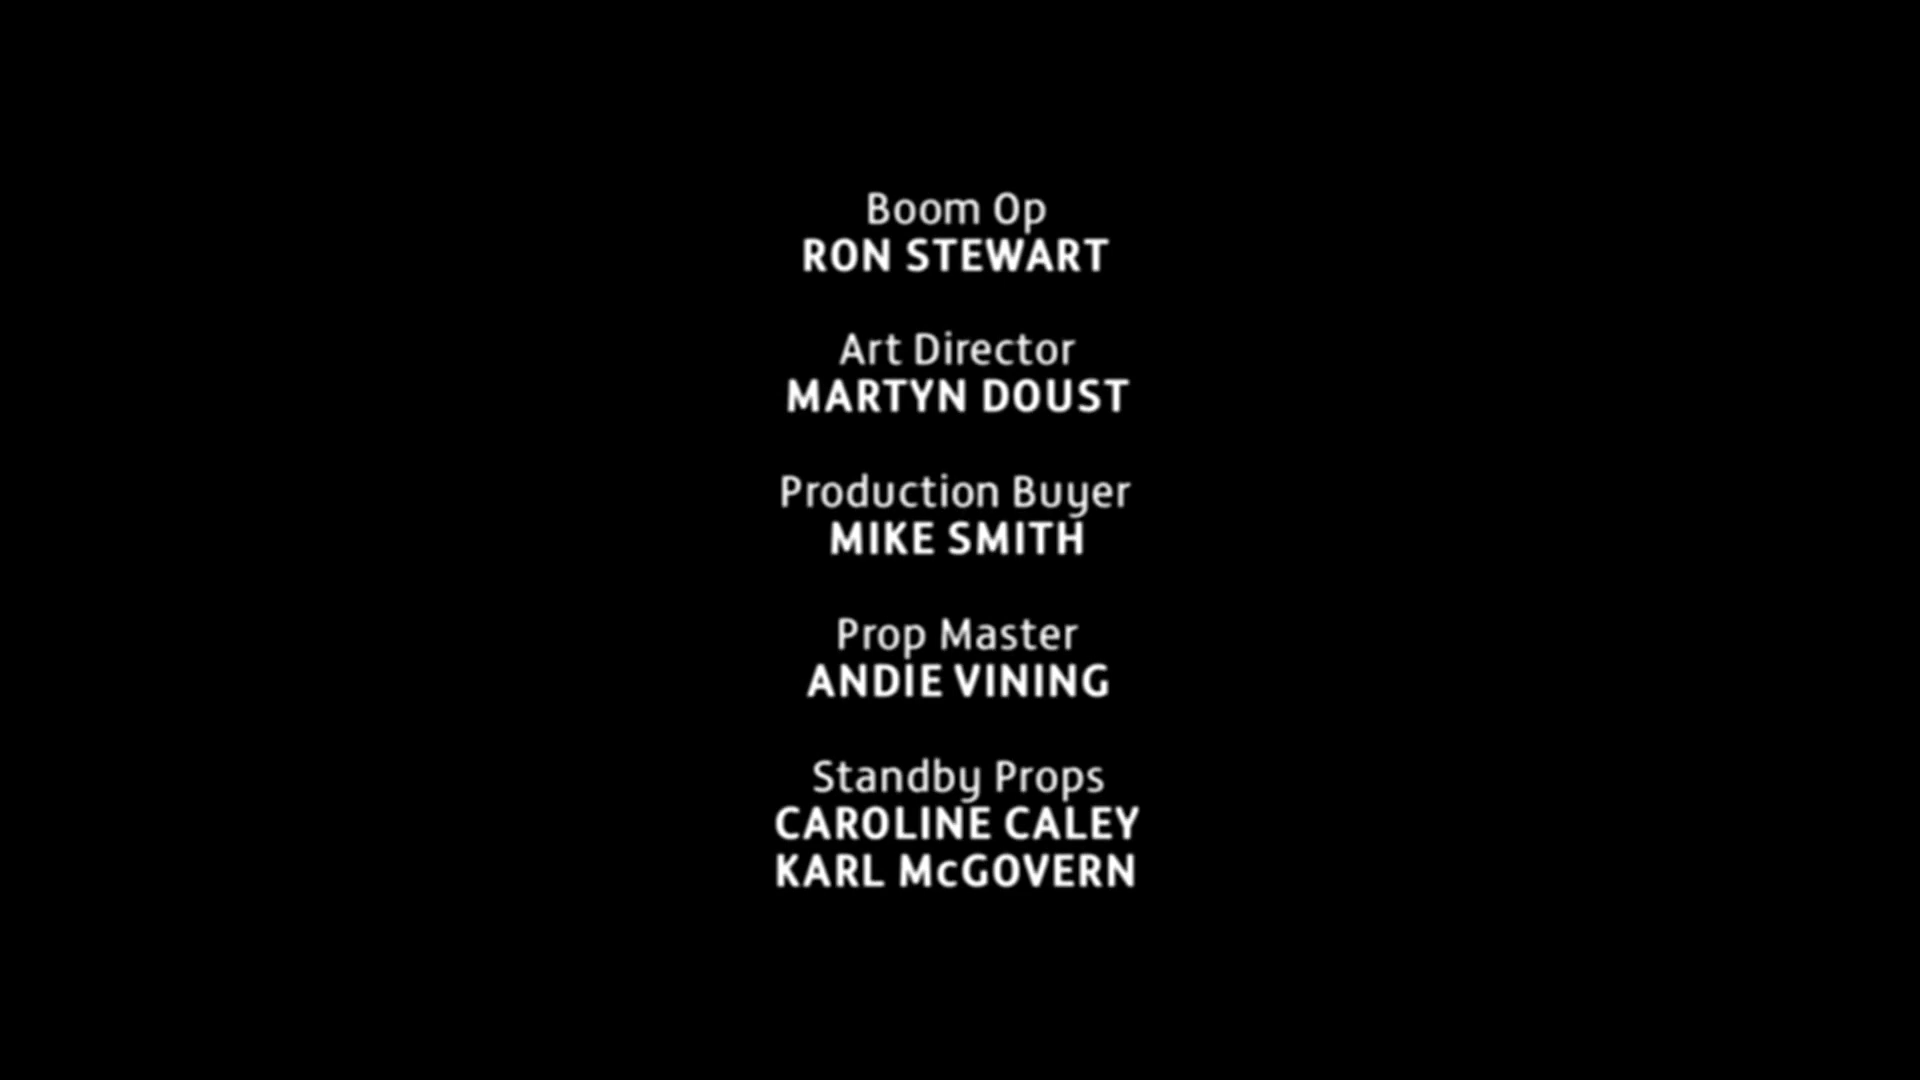 Boom Op
RON STEWART
Art Director
MARTYN DOUST
Production Buyer
MIKE SMITH
Prop Master
ANDIE VINING
Standby Props
CAROLINE CALEY
KARL McGOVERN